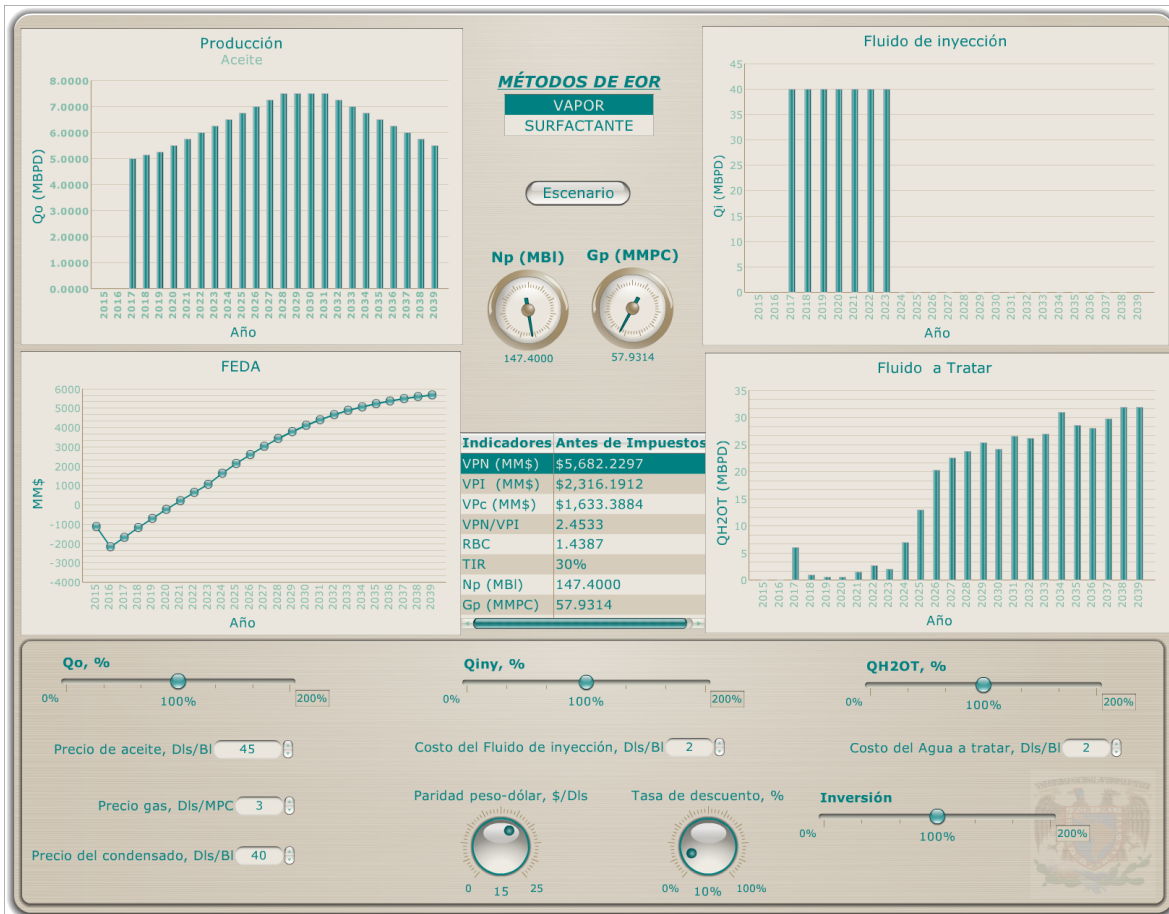 Producción
Aceite
8.0000
7.0000
6.0000
5.0000
4.0000
3.0000
2.0000
1.0000
0.0000
Qo (MBPD)
2015 2016 2017 2018 2019 2020 2021 2022 2023 2024 2025 2026 2027 2028 2029 2030 2031 2032 2033 2034 2035 2036 2037 2038 2039
Año
MÉTODOS DE EOR
VAPOR
SURFACTANTE
Escenario
Np (MBl)
147.4000
Gp (MMPC)
57.9314
Fluido de inyección
45
40
35
30
25
20
15
10
5
0
Qi (MBPD)
2015 2016 2017 2018 2019 2020 2021 2022 2023 2024 2025 2026 2027 2028 2029 2030 2031 2032 2033 2034 2035 2036 2037 2038 2039
Año
FEDA
6000
5000
4000
3000
2000
1000
0
-1000
-2000
-3000
-4000
MM$
2015 2016 2017 2018 2019 2020 2021 2022 2023 2024 2025 2026 2027 2028 2029 2030 2031 2032 2033 2034 2035 2036 2037 2038 2039
Año
Indicadores Antes de Impuestos
VPN (MM$) $5,682.2297
VPI (MM$) $2,316.1912
VPc (MM$) $1,633.3884
VPN/VPI 2.4533
RBC 1.4387
TIR 30%
Np (MBl) 147.4000
Gp (MMPC) 57.9314
Fluido a Tratar
35
30
25
20
15
10
5
0
QH2OT (MBPD)
2015 2016 2017 2018 2019 2020 2021 2022 2023 2024 2025 2026 2027 2028 2029 2030 2031 2032 2033 2034 2035 2036 2037 2038 2039
Año
Qo, %
0% 100% 200%
Qiny, %
0% 100% 200%
QH2OT, %
0% 100% 200%
Precio de aceite, Dls/Bl 45
Costo del Fluido de inyección, Dls/Bl 2
Costo del Agua a tratar, Dls/Bl 2
Precio gas, Dls/MPC 3
Precio del condensado, Dls/Bl 40
Paridad peso-dólar, $/Dls
0 15 25
Tasa de descuento, %
0% 10% 100%
Inversión
0% 100% 200%